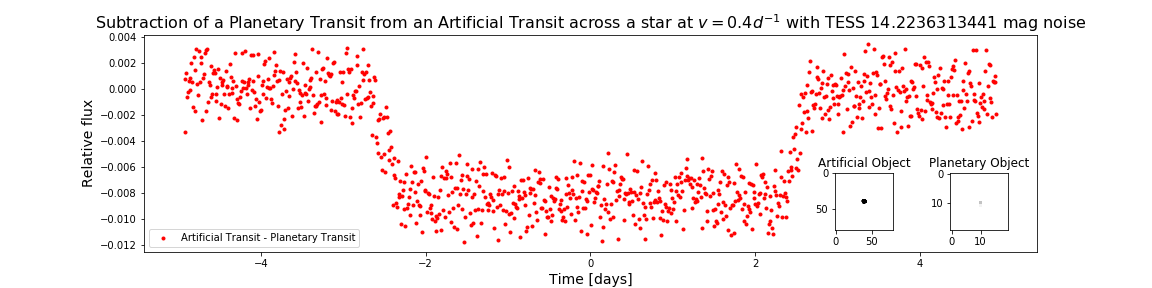 Subtraction of a Planetary Transit from an Artificial Transit across a star at v = 0.4d⁻¹ with TESS 14.2236313441 mag noise
0.004
0.002
0.000
−0.002
−0.004
−0.006
−0.008
−0.010
−0.012
Relative flux
Artificial Object
0
50
0 50
Planetary Object
0
10
0 10
Artificial Transit - Planetary Transit
−4 −2 0 2 4
Time [days]